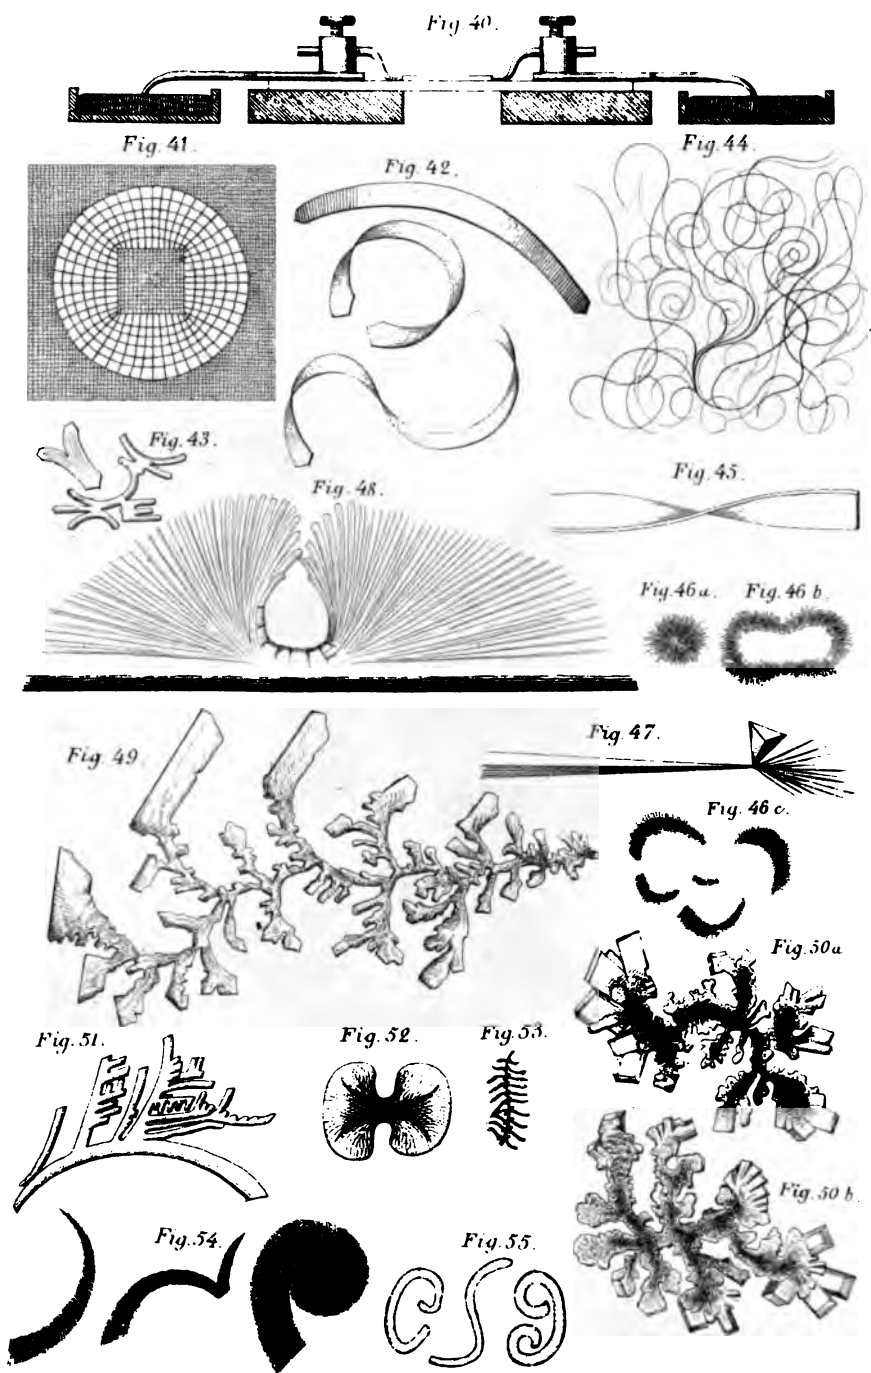 Fig 40.
Fig. 41.
Fig. 42.
Fig. 44.
Fig. 43.
Fig. 48.
Fig. 45.
Fig. 46 a.
Fig. 46 b.
Fig. 47.
Fig. 49.
Fig. 46 c.
Fig. 50 a
Fig. 51.
Fig. 52.
Fig. 53.
Fig. 50 b.
Fig. 54.
Fig. 55.